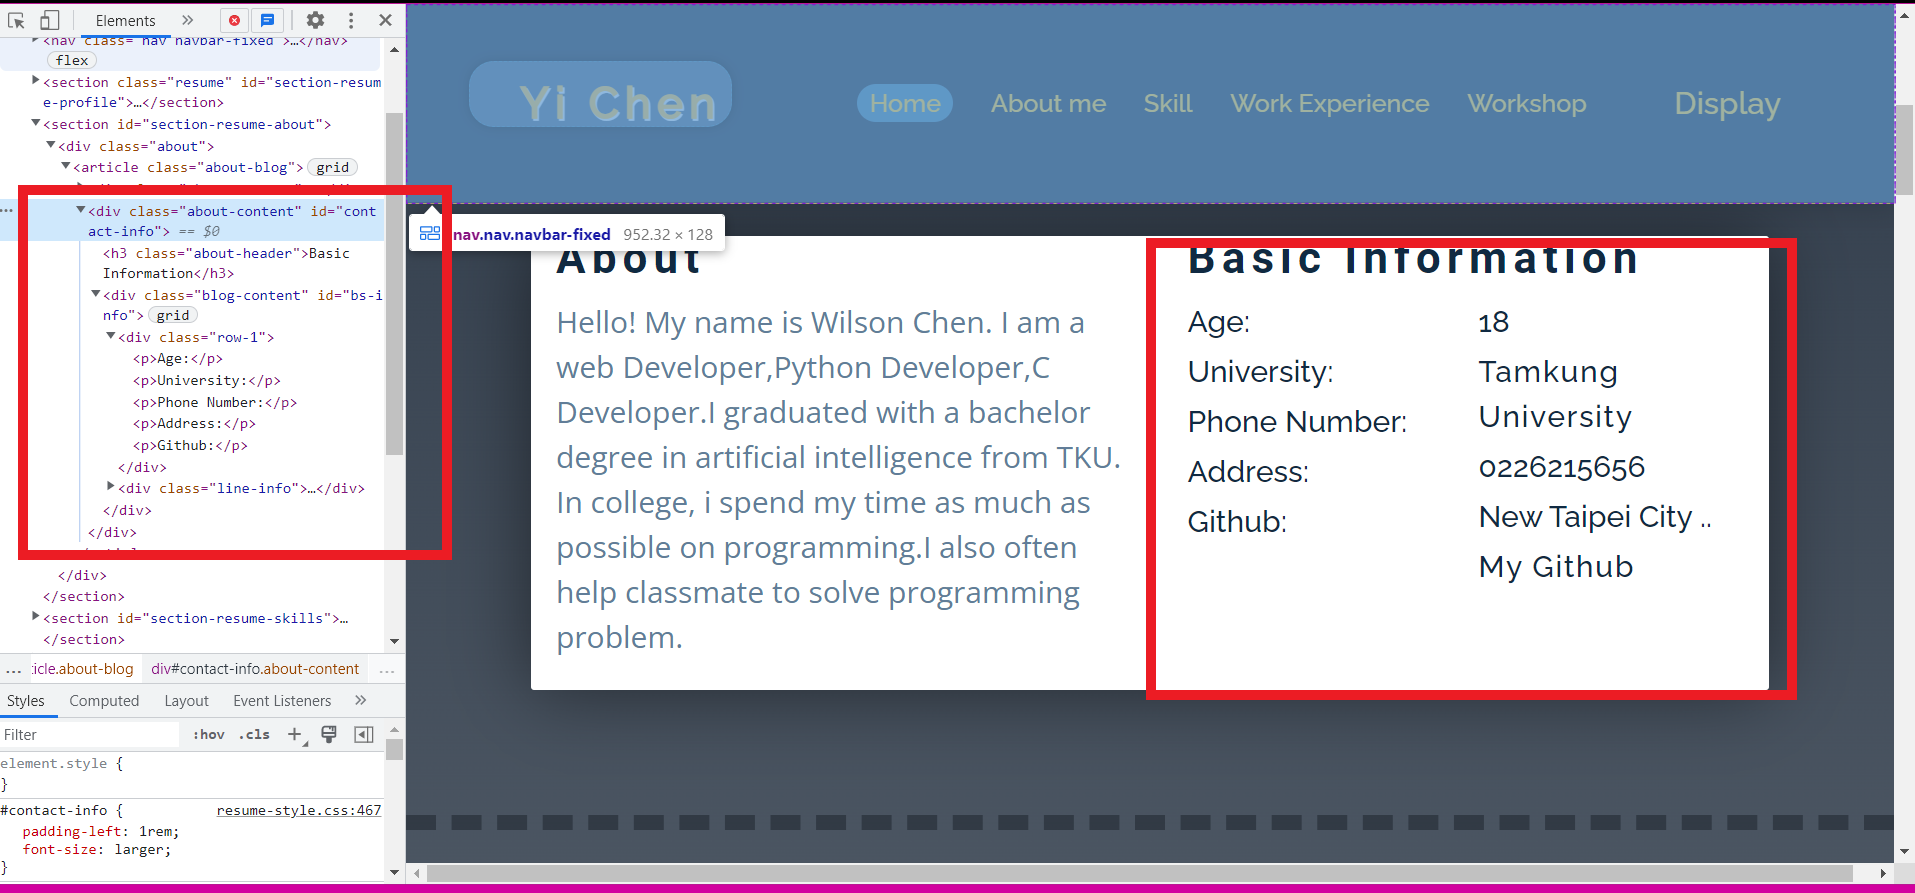 Elements
<nav class="nav navbar-fixed">…</nav>
flex
<section class="resume" id="section-resum
e-profile">…</section>
<section id="section-resume-about">
<div class="about">
<article class="about-blog"> grid
<div class="about-content" id="cont
act-info"> == $0
<h3 class="about-header">Basic
Information</h3>
<div class="blog-content" id="bs-i
nfo"> grid
<div class="row-1">
<p>Age:</p>
<p>University:</p>
<p>Phone Number:</p>
<p>Address:</p>
<p>Github:</p>
</div>
<div class="line-info">…</div>
</div>
</div>
</div>
</section>
<section id="section-resume-skills">…
</section>
... ticle.about-blog div#contact-info.about-content ...
Styles Computed Layout Event Listeners
Filter :hov .cls
element.style {
}
#contact-info { resume-style.css:467
padding-left: 1rem;
font-size: larger;
}
Yi Chen Home About me Skill Work Experience Workshop Display
nav.nav.navbar-fixed 952.32 × 128
About
Hello! My name is Wilson Chen. I am a
web Developer,Python Developer,C
Developer.I graduated with a bachelor
degree in artificial intelligence from TKU.
In college, i spend my time as much as
possible on programming.I also often
help classmate to solve programming
problem.
Basic Information
Age: 18
University: Tamkung
University
Phone Number: 0226215656
Address: New Taipei City ..
Github: My Github